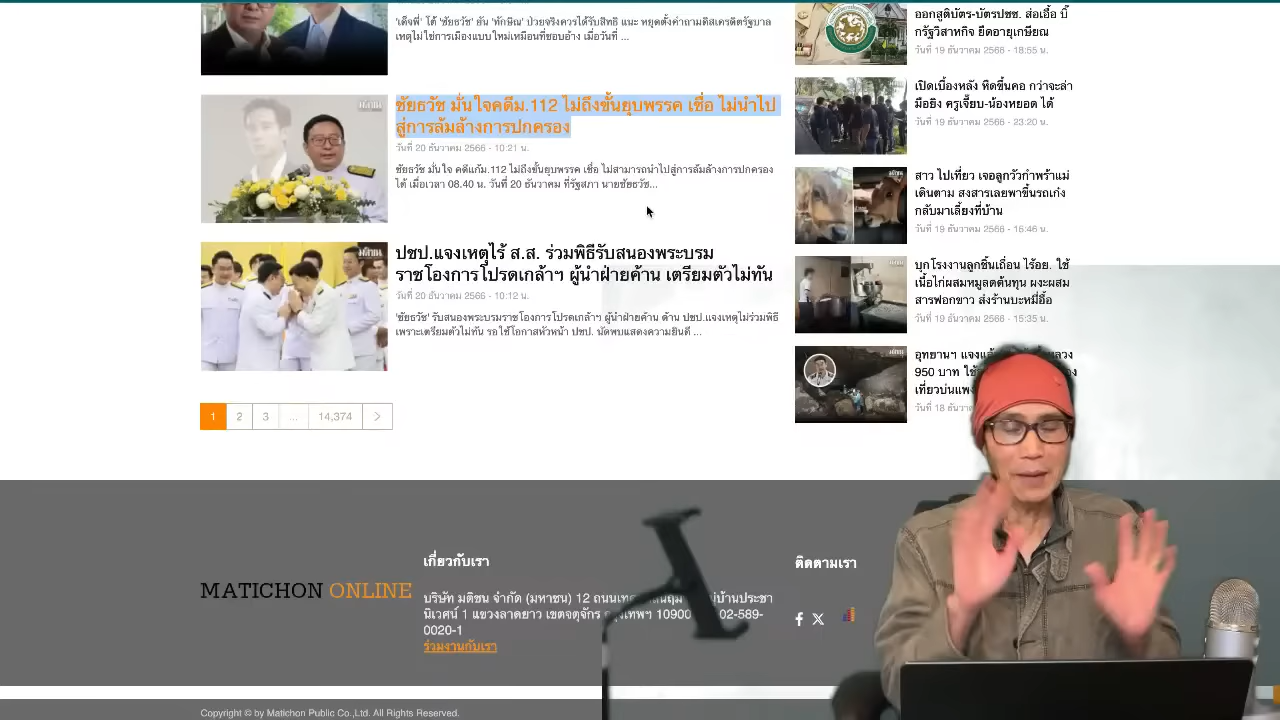 'เด็จพี่' โต้ 'ชัยธวัช' ยัน 'ทักษิณ' ป่วยจริงควรได้รับสิทธิ แนะ หยุดตั้งคำถามดิสเครดิตรัฐบาล
เหตุไม่ใช่การเมืองแบบใหม่เหมือนที่ชอบอ้าง เมื่อวันที่ ...
ชัยธวัช มั่นใจคดีม.112 ไม่ถึงขั้นยุบพรรค เชื่อ ไม่นำไป
สู่การล้มล้างการปกครอง
วันที่ 20 ธันวาคม 2566 - 10:21 น.
ชัยธวัช มั่นใจ คดีแก้ม.112 ไม่ถึงขั้นยุบพรรค เชื่อ ไม่สามารถนำไปสู่การล้มล้างการปกครอง
ได้ เมื่อเวลา 08.40 น. วันที่ 20 ธันวาคม ที่รัฐสภา นายชัยธวัช...
ปชป.แจงเหตุไร้ ส.ส. ร่วมพิธีรับสนองพระบรม
ราชโองการโปรดเกล้าฯ ผู้นำฝ่ายค้าน เตรียมตัวไม่ทัน
วันที่ 20 ธันวาคม 2566 - 10:12 น.
'ชัยธวัช' รับสนองพระบรมราชโองการโปรดเกล้าฯ ผู้นำฝ่ายค้าน ด้าน ปชป.แจงเหตุไม่ร่วมพิธี
เพราะเตรียมตัวไม่ทัน รอใช้โอกาสหัวหน้า ปชป. นัดพบแสดงความยินดี ...
1 2 3 ... 14,374 >
ออกสูติบัตร-บัตรปชช. ส่อเอื้อ บิ๊
กรัฐวิสาหกิจ ยืดอายุเกษียณ
วันที่ 19 ธันวาคม 2566 - 18:55 น.
เปิดเบื้องหลัง หิดขึ้นคอ กว่าจะล่า
มือยิง ครูเจี๊ยบ-น้องหยอด ได้
วันที่ 19 ธันวาคม 2566 - 23:20 น.
สาว ไปเที่ยว เจอลูกวัวกำพร้าแม่
เดินตาม สงสารเลยพาขึ้นรถเก๋ง
กลับมาเลี้ยงที่บ้าน
วันที่ 19 ธันวาคม 2566 - 16:46 น.
บุกโรงงานลูกชิ้นเถื่อน ไร้อย. ใช้
เนื้อไก่ผสมหมูลดต้นทุน ผงะผสม
สารฟอกขาว ส่งร้านบะหมี่อื้อ
วันที่ 19 ธันวาคม 2566 - 15:35 น.
อุทยานฯ แจง
950 บาท
เที่ยวบ่นแพง
วันที่ 18
MATICHON ONLINE
เกี่ยวกับเรา
บริษัท มติชน จำกัด (มหาชน) 12 ถนนเท
นิเวศน์ 1 แขวงลาดยาว เขตจตุจักร กรุงเทพฯ 10900 02-589-
0020-1
ร่วมงานกับเรา
ติดตามเรา
Copyright © by Matichon Public Co.,Ltd. All Rights Reserved.